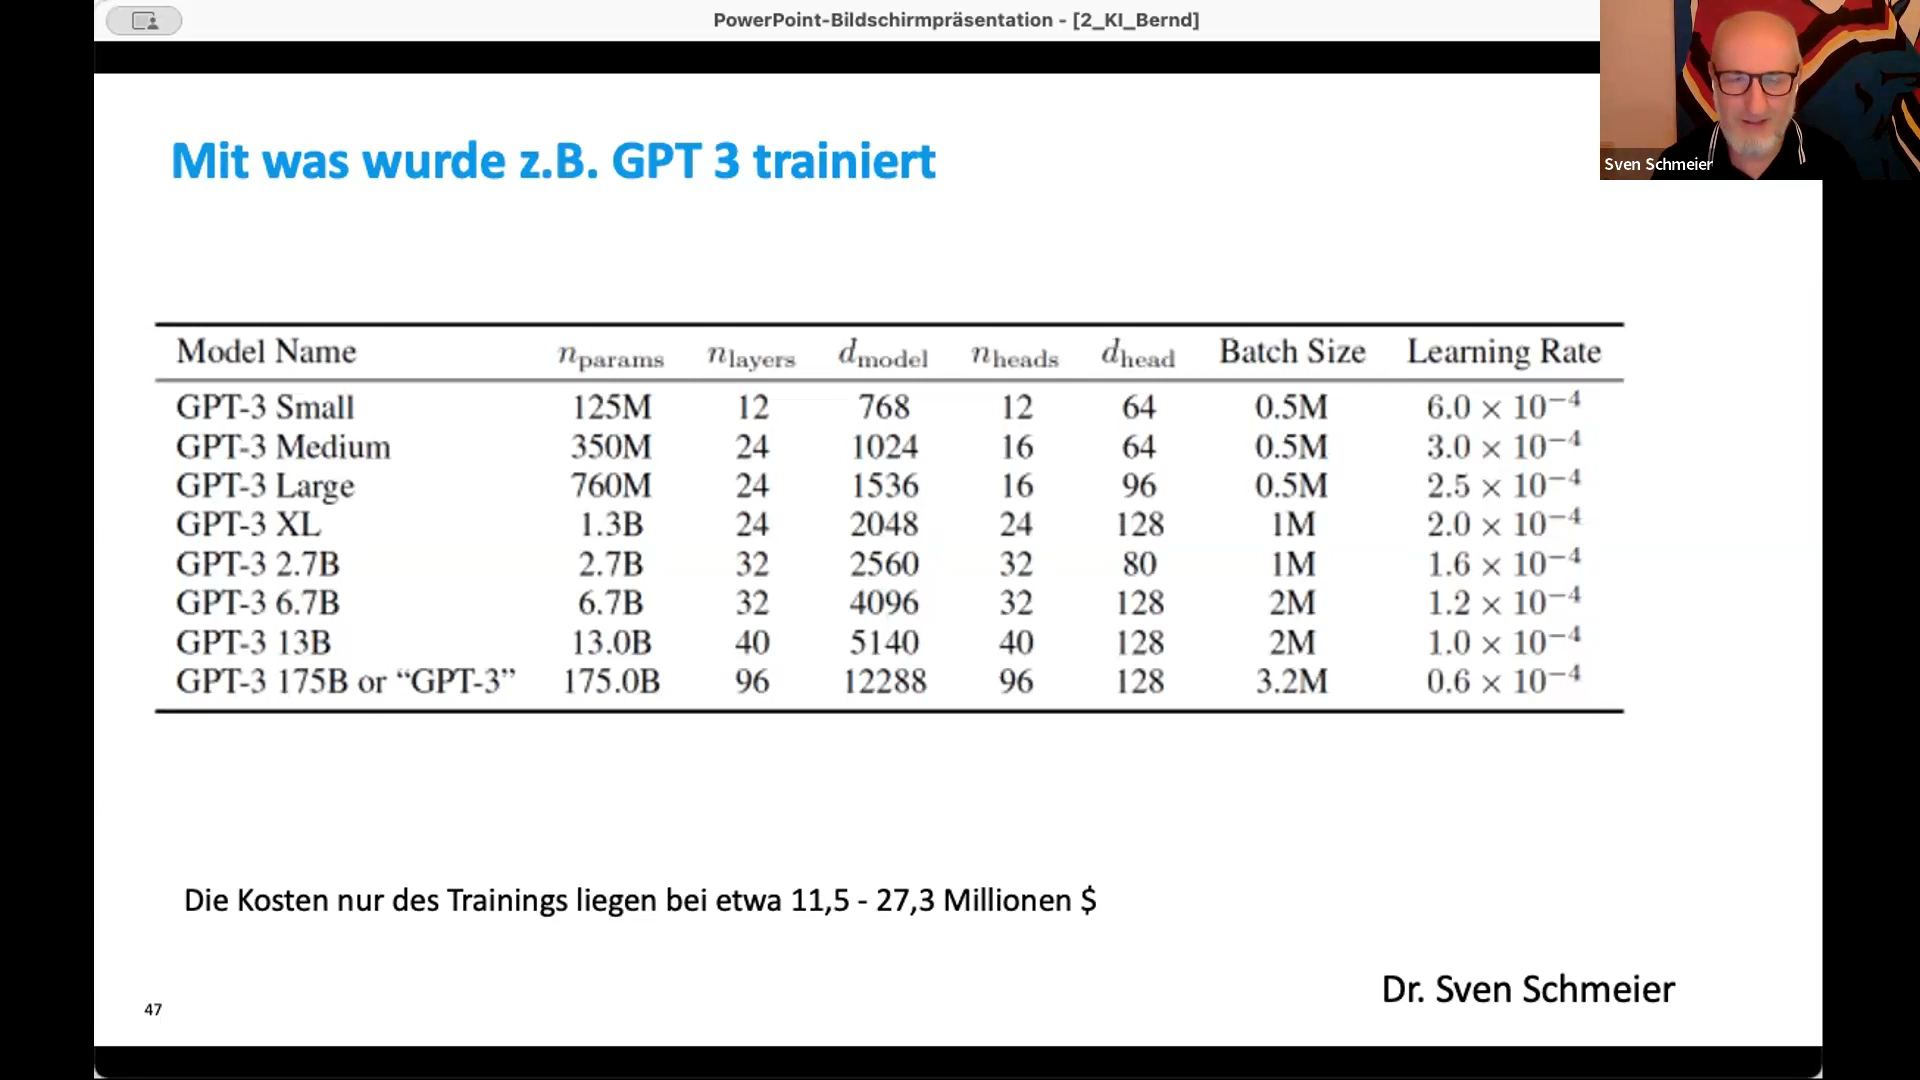 PowerPoint-Bildschirmpräsentation - [2_KI_Bernd]
Sven Schmeier
Mit was wurde z.B. GPT 3 trainiert
Model Name n_params n_layers d_model n_heads d_head Batch Size Learning Rate
GPT-3 Small 125M 12 768 12 64 0.5M 6.0 × 10⁻⁴
GPT-3 Medium 350M 24 1024 16 64 0.5M 3.0 × 10⁻⁴
GPT-3 Large 760M 24 1536 16 96 0.5M 2.5 × 10⁻⁴
GPT-3 XL 1.3B 24 2048 24 128 1M 2.0 × 10⁻⁴
GPT-3 2.7B 2.7B 32 2560 32 80 1M 1.6 × 10⁻⁴
GPT-3 6.7B 6.7B 32 4096 32 128 2M 1.2 × 10⁻⁴
GPT-3 13B 13.0B 40 5140 40 128 2M 1.0 × 10⁻⁴
GPT-3 175B or “GPT-3” 175.0B 96 12288 96 128 3.2M 0.6 × 10⁻⁴
Die Kosten nur des Trainings liegen bei etwa 11,5 - 27,3 Millionen $
Dr. Sven Schmeier
47